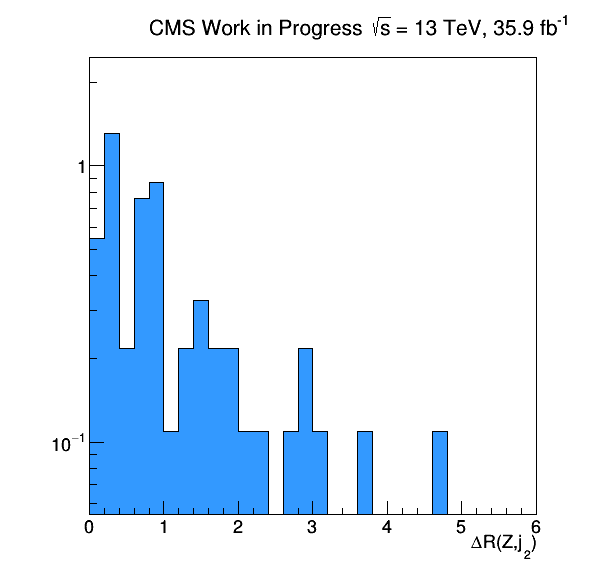 CMS Work in Progress √s = 13 TeV, 35.9 fb⁻¹
1
10⁻¹
0 1 2 3 4 5 6
ΔR(Z,j₂)